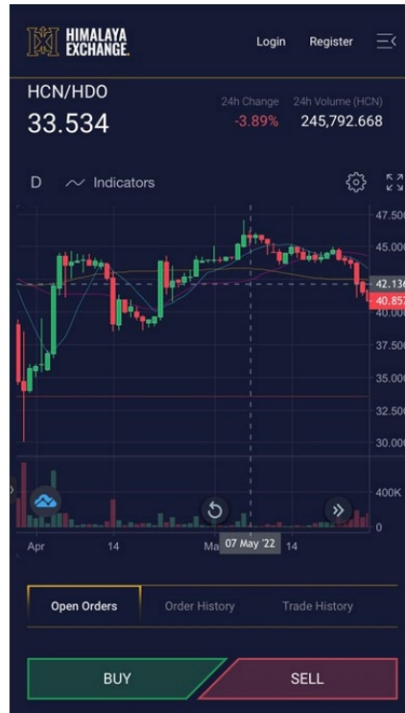 HIMALAYA
EXCHANGE.
Login Register
HCN/HDO
33.534
24h Change 24h Volume (HCN)
-3.89% 245,792.668
D Indicators
47.500
45.000
42.136
40.857
40.000
37.500
35.000
32.500
30.000
400K
0
Apr 14 Ma 07 May '22 14
Open Orders Order History Trade History
BUY SELL